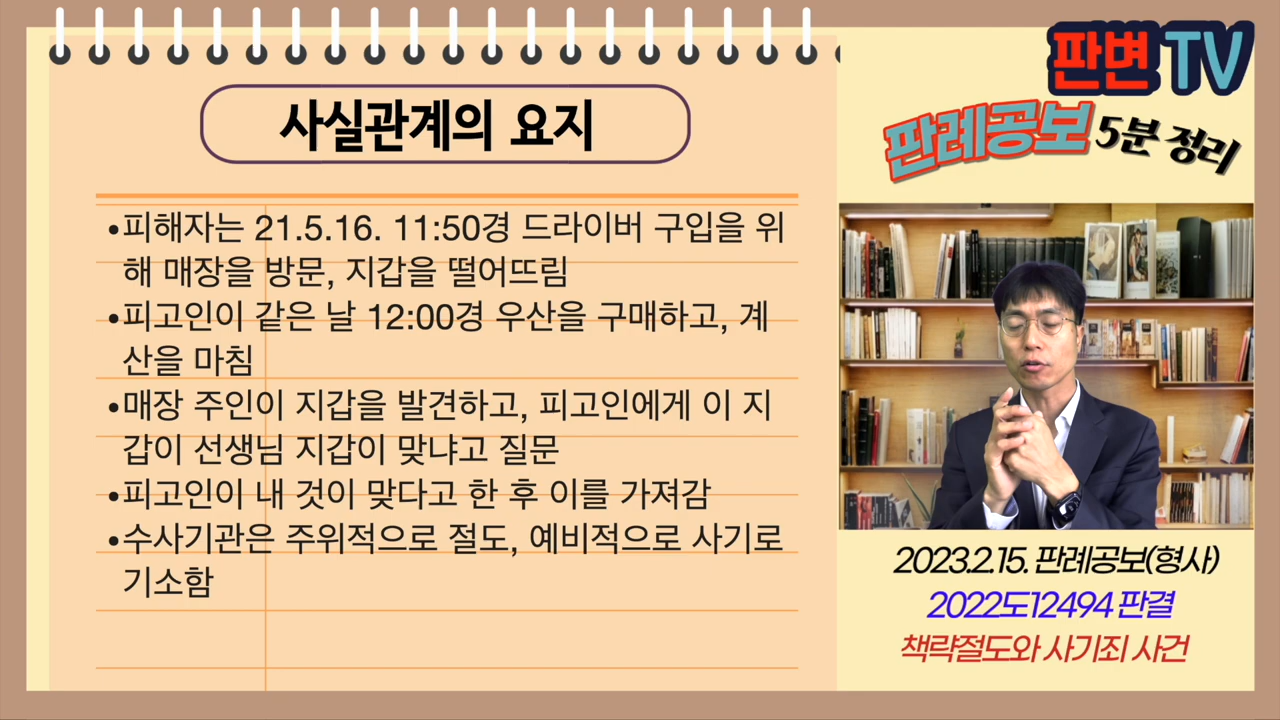 사실관계의 요지
•피해자는 21.5.16. 11:50경 드라이버 구입을 위
해 매장을 방문, 지갑을 떨어뜨림
•피고인이 같은 날 12:00경 우산을 구매하고, 계
산을 마침
•매장 주인이 지갑을 발견하고, 피고인에게 이 지
갑이 선생님 지갑이 맞냐고 질문
•피고인이 내 것이 맞다고 한 후 이를 가져감
•수사기관은 주위적으로 절도, 예비적으로 사기로
기소함
판변 TV
판례공보 5분 정리
2023.2.15. 판례공보(형사)
2022도12494 판결
책략절도와 사기죄 사건